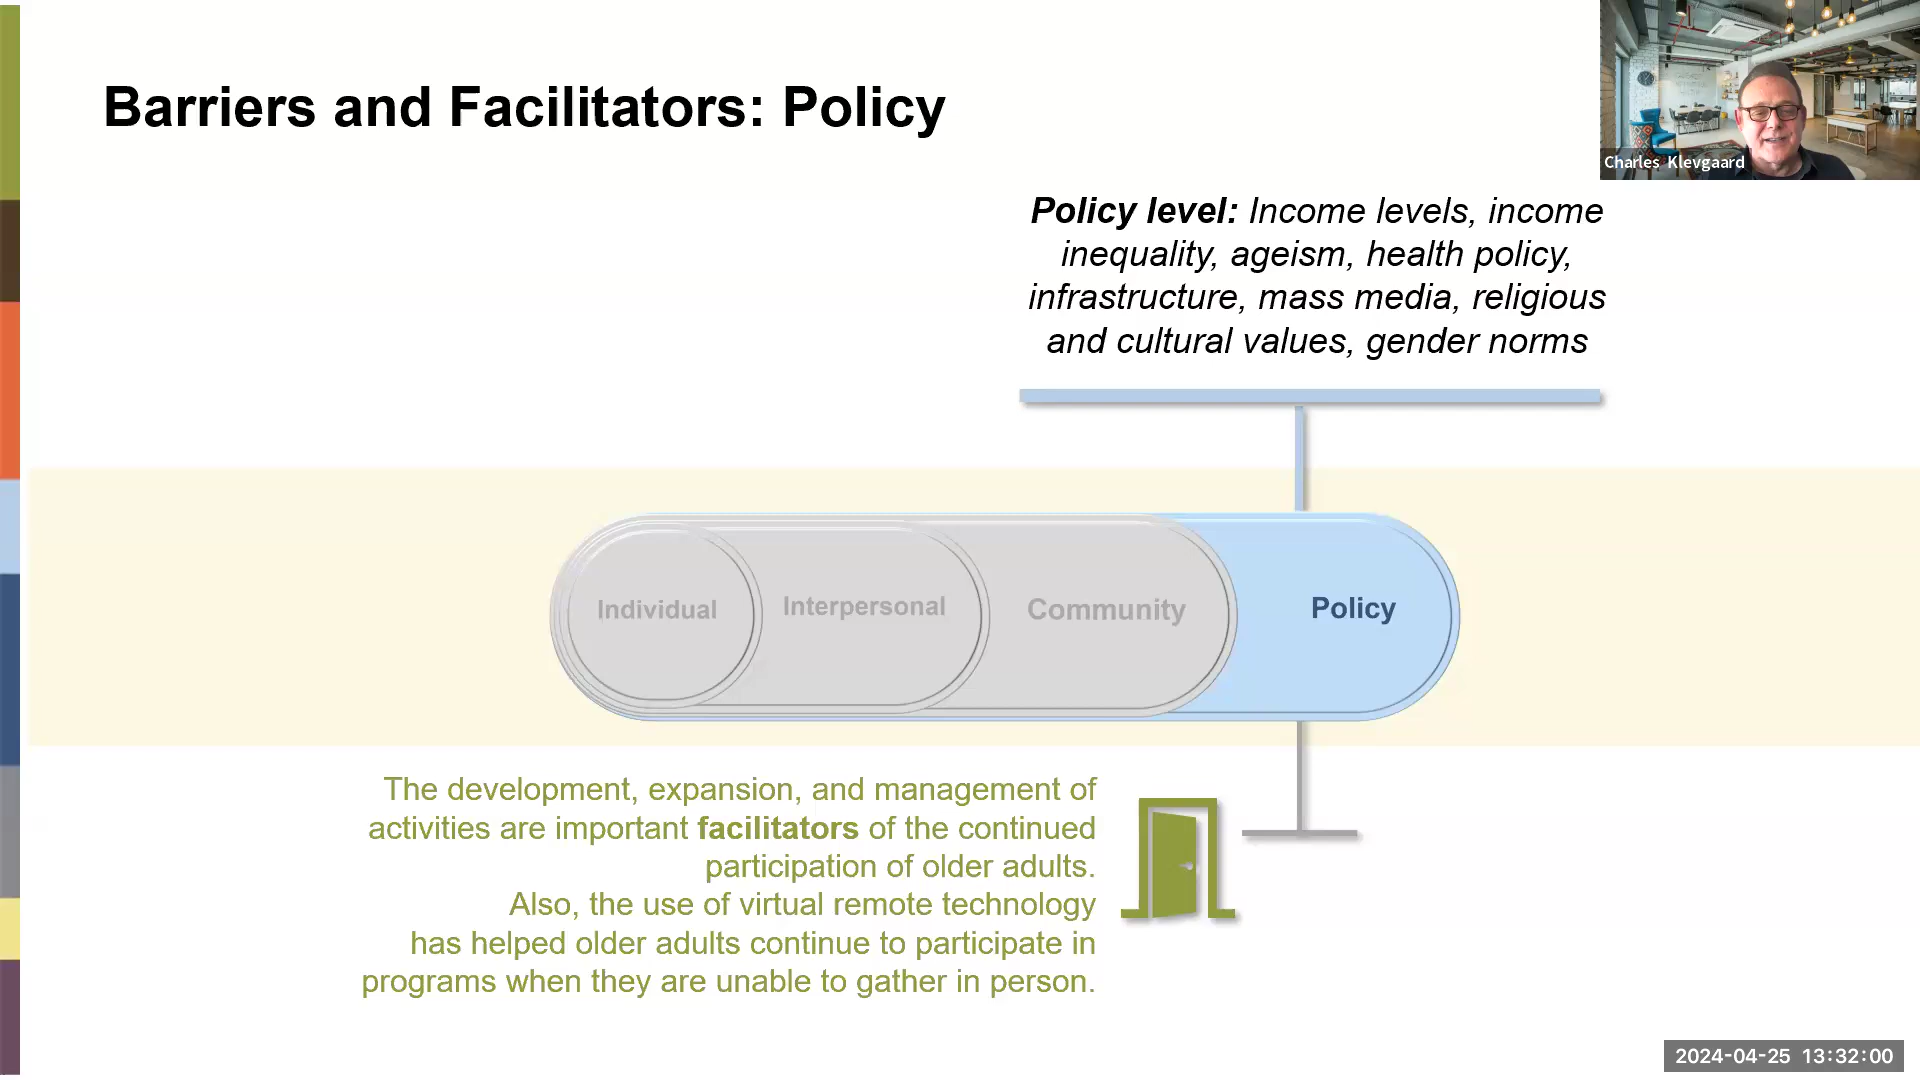 Barriers and Facilitators: Policy
Charles Klevgaard
Policy level: Income levels, income
inequality, ageism, health policy,
infrastructure, mass media, religious
and cultural values, gender norms
Individual
Interpersonal
Community
Policy
The development, expansion, and management of
activities are important facilitators of the continued
participation of older adults.
Also, the use of virtual remote technology
has helped older adults continue to participate in
programs when they are unable to gather in person.
2024-04-25 13:32:00